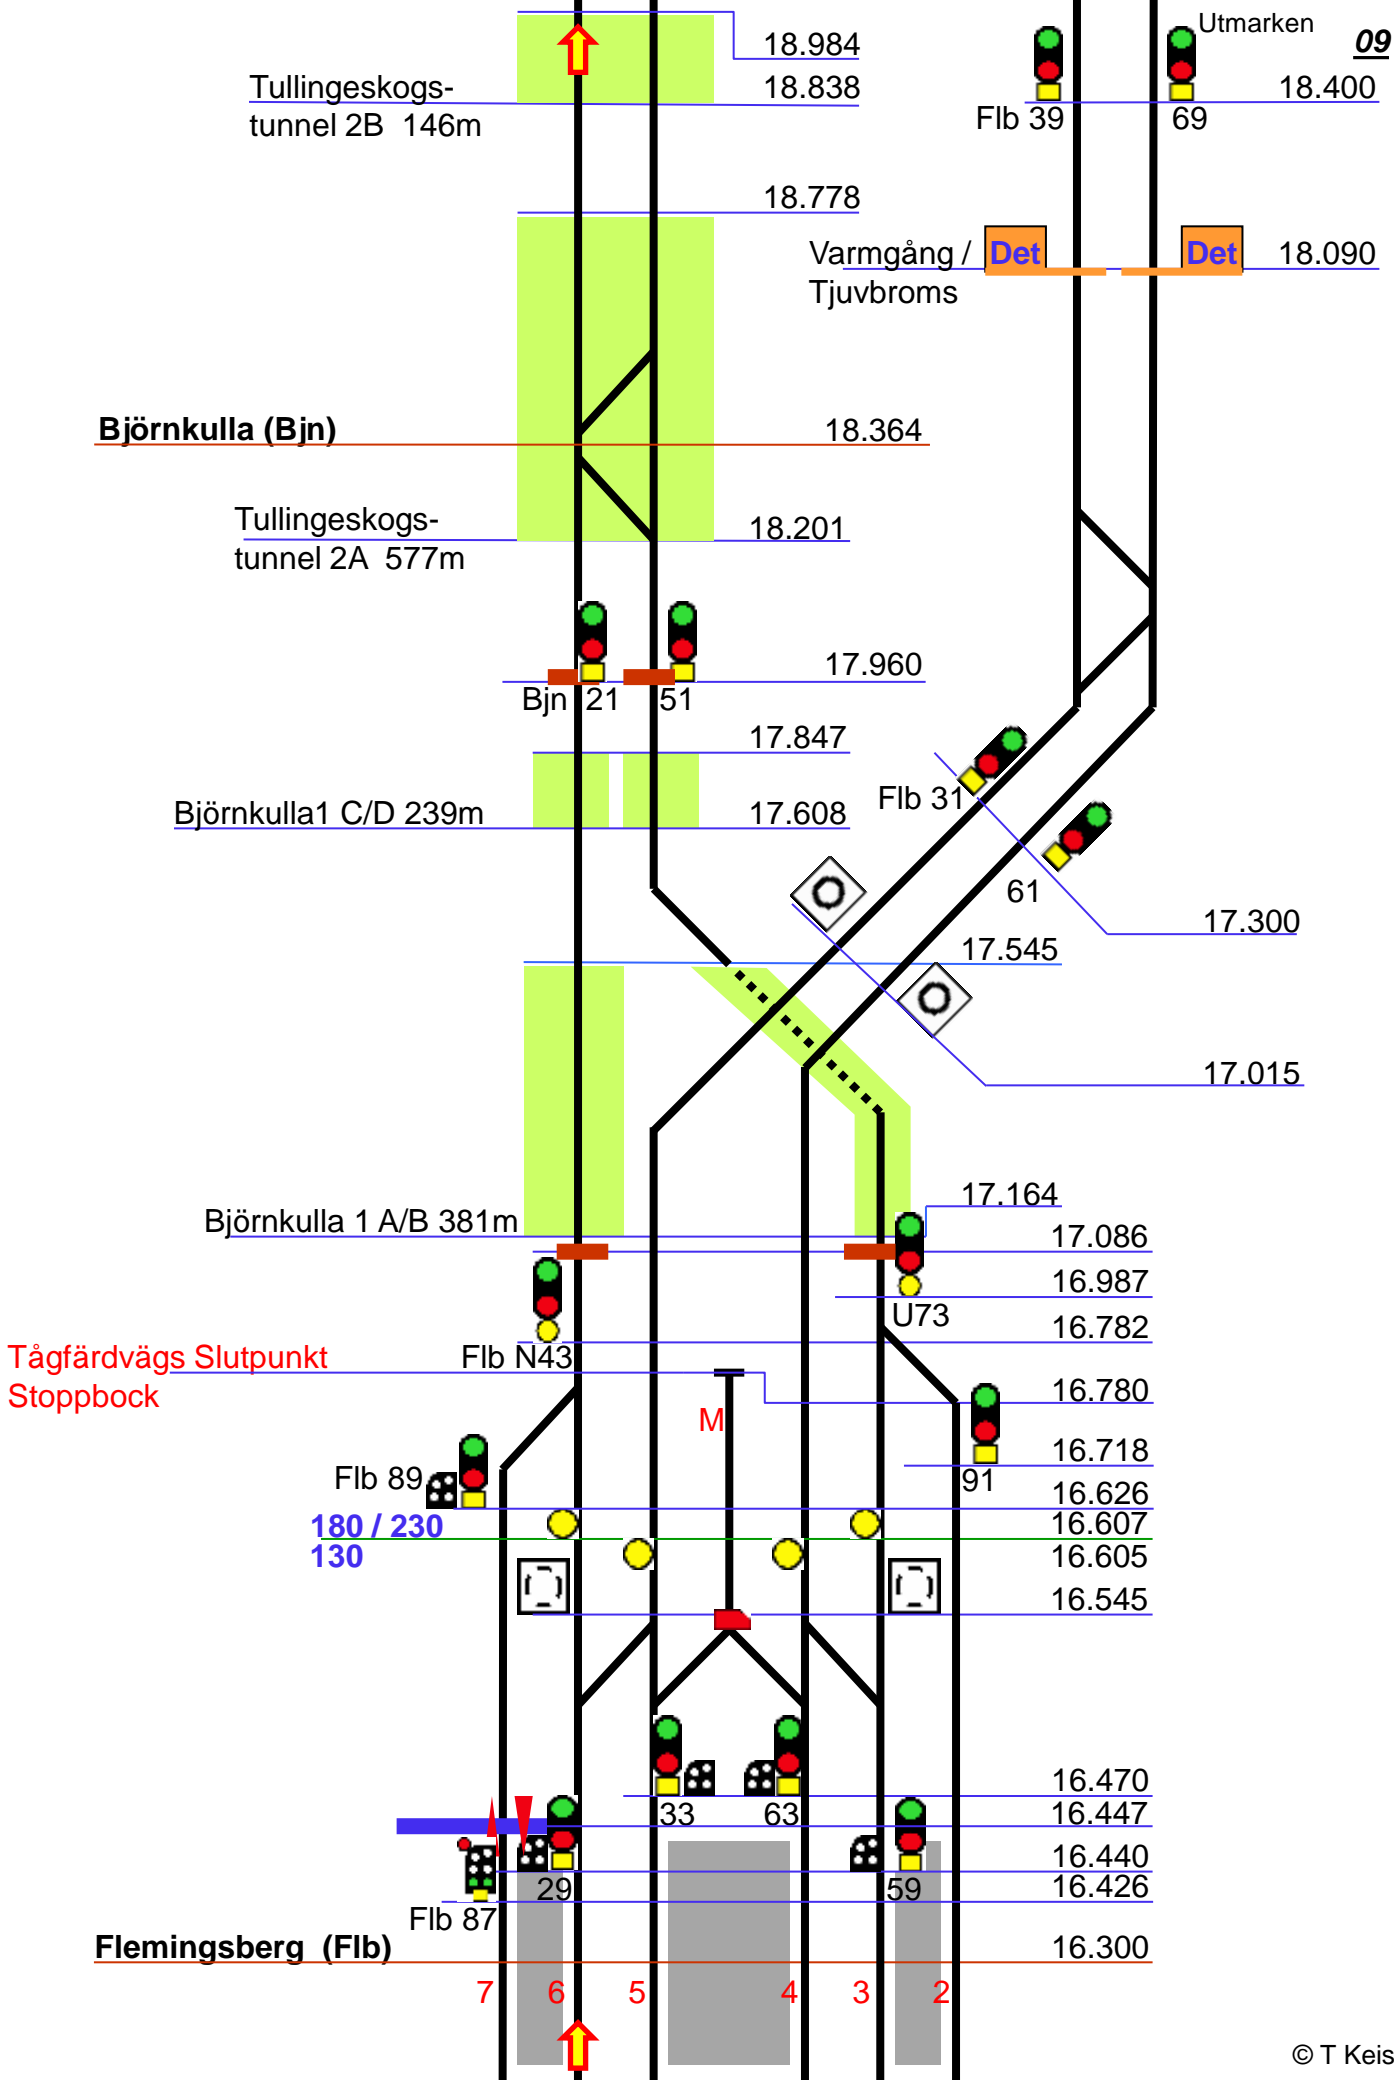 Utmarken
09
18.984
Tullingeskogs-
18.838
18.400
tunnel 2B 146m
Flb 39
69
18.778
Varmgång /
Det
Det
18.090
Tjuvbroms
Björnkulla (Bjn)
18.364
Tullingeskogs-
18.201
tunnel 2A 577m
17.960
Bjn 21
51
17.847
Flb 31
Björnkulla1 C/D 239m
17.608
61
17.300
17.545
17.015
17.164
Björnkulla 1 A/B 381m
17.086
16.987
U73
16.782
Tågfärdvägs Slutpunkt
Flb N43
Stoppbock
16.780
M
16.718
Flb 89
91
16.626
180 / 230
16.607
130
16.605
16.545
16.470
33
63
16.447
16.440
29
59
16.426
Flb 87
Flemingsberg (Flb)
16.300
7
6
5
4
3
2
© T Keis